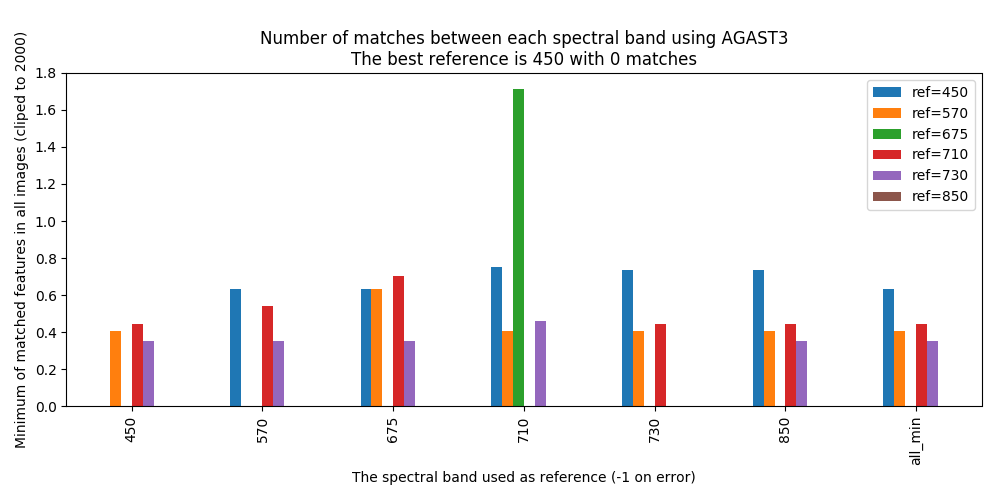 Number of matches between each spectral band using AGAST3
The best reference is 450 with 0 matches
Minimum of matched features in all images (cliped to 2000)
1.8
1.6
1.4
1.2
1.0
0.8
0.6
0.4
0.2
0.0
ref=450
ref=570
ref=675
ref=710
ref=730
ref=850
450
570
675
710
730
850
all_min
The spectral band used as reference (-1 on error)